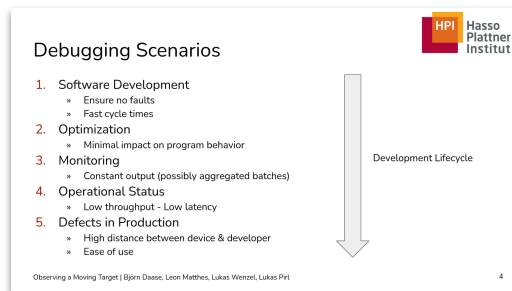 HPI
Hasso
Plattner
Institut
Debugging Scenarios
1. Software Development
» Ensure no faults
» Fast cycle times
2. Optimization
» Minimal impact on program behavior
3. Monitoring
» Constant output (possibly aggregated batches)
4. Operational Status
» Low throughput - Low latency
5. Defects in Production
» High distance between device & developer
» Ease of use
Development Lifecycle
Observing a Moving Target | Björn Daase, Leon Matthes, Lukas Wenzel, Lukas Pirl
4